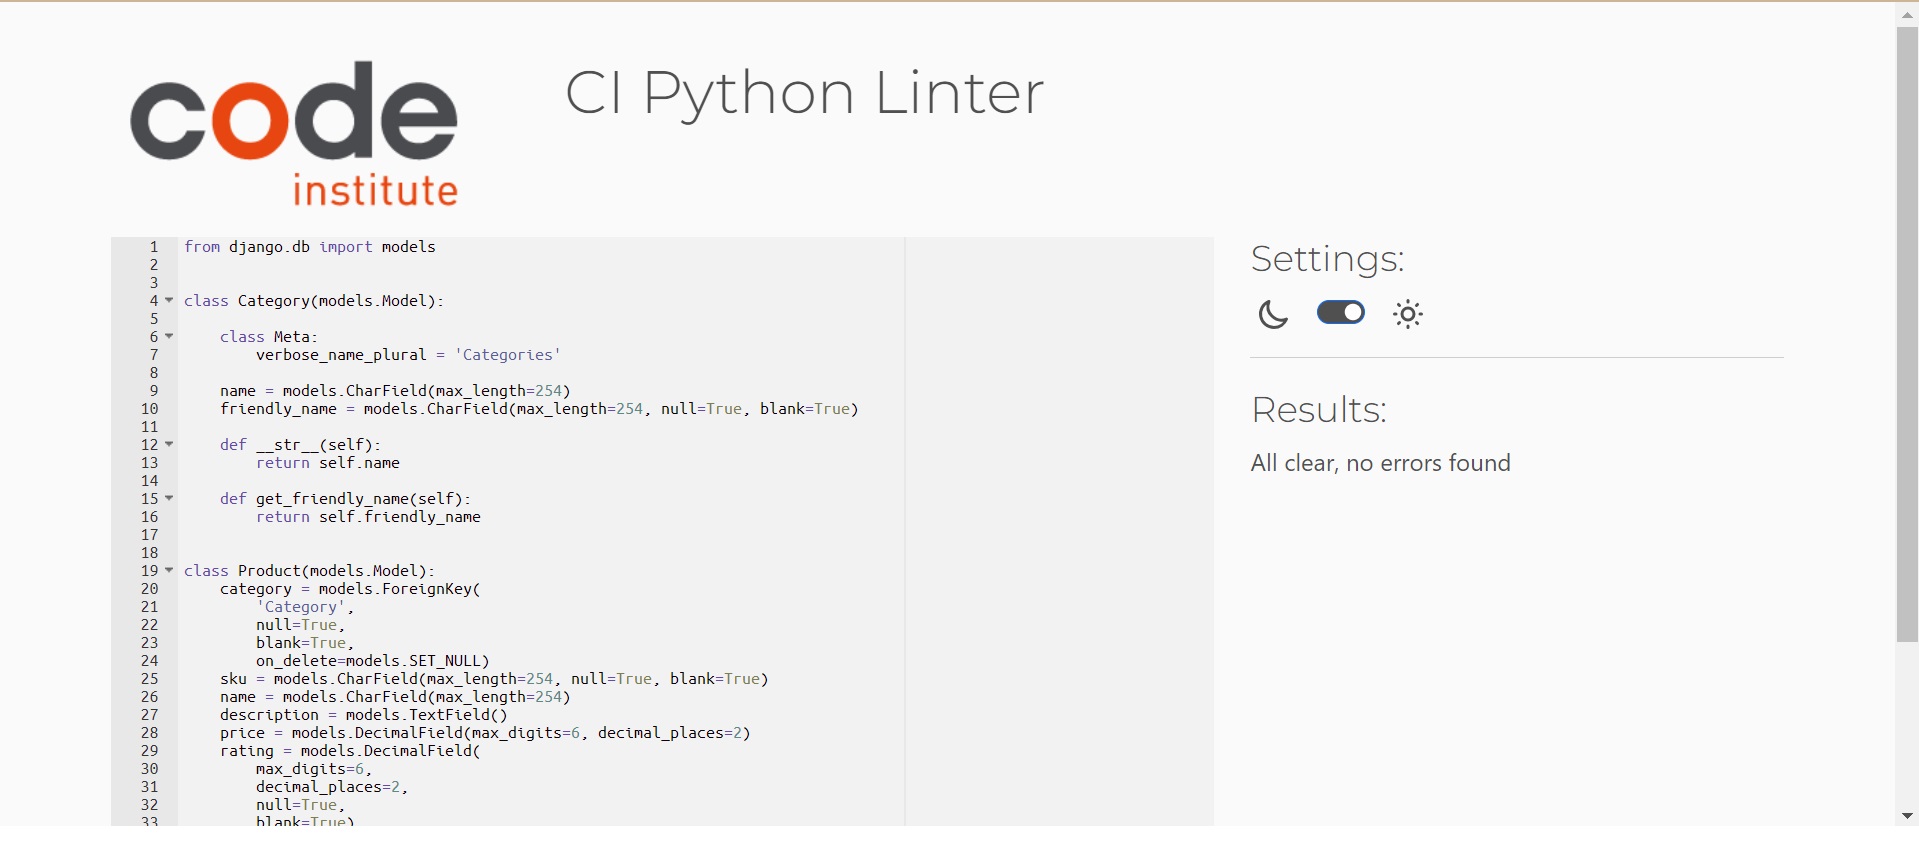 code
institute
CI Python Linter
1 from django.db import models
2
3
4 class Category(models.Model):
5
6     class Meta:
7         verbose_name_plural = 'Categories'
8
9     name = models.CharField(max_length=254)
10     friendly_name = models.CharField(max_length=254, null=True, blank=True)
11
12     def __str__(self):
13         return self.name
14
15     def get_friendly_name(self):
16         return self.friendly_name
17
18
19 class Product(models.Model):
20     category = models.ForeignKey(
21         'Category',
22         null=True,
23         blank=True,
24         on_delete=models.SET_NULL)
25     sku = models.CharField(max_length=254, null=True, blank=True)
26     name = models.CharField(max_length=254)
27     description = models.TextField()
28     price = models.DecimalField(max_digits=6, decimal_places=2)
29     rating = models.DecimalField(
30         max_digits=6,
31         decimal_places=2,
32         null=True,
33         blank=True)
Settings:
Results:
All clear, no errors found